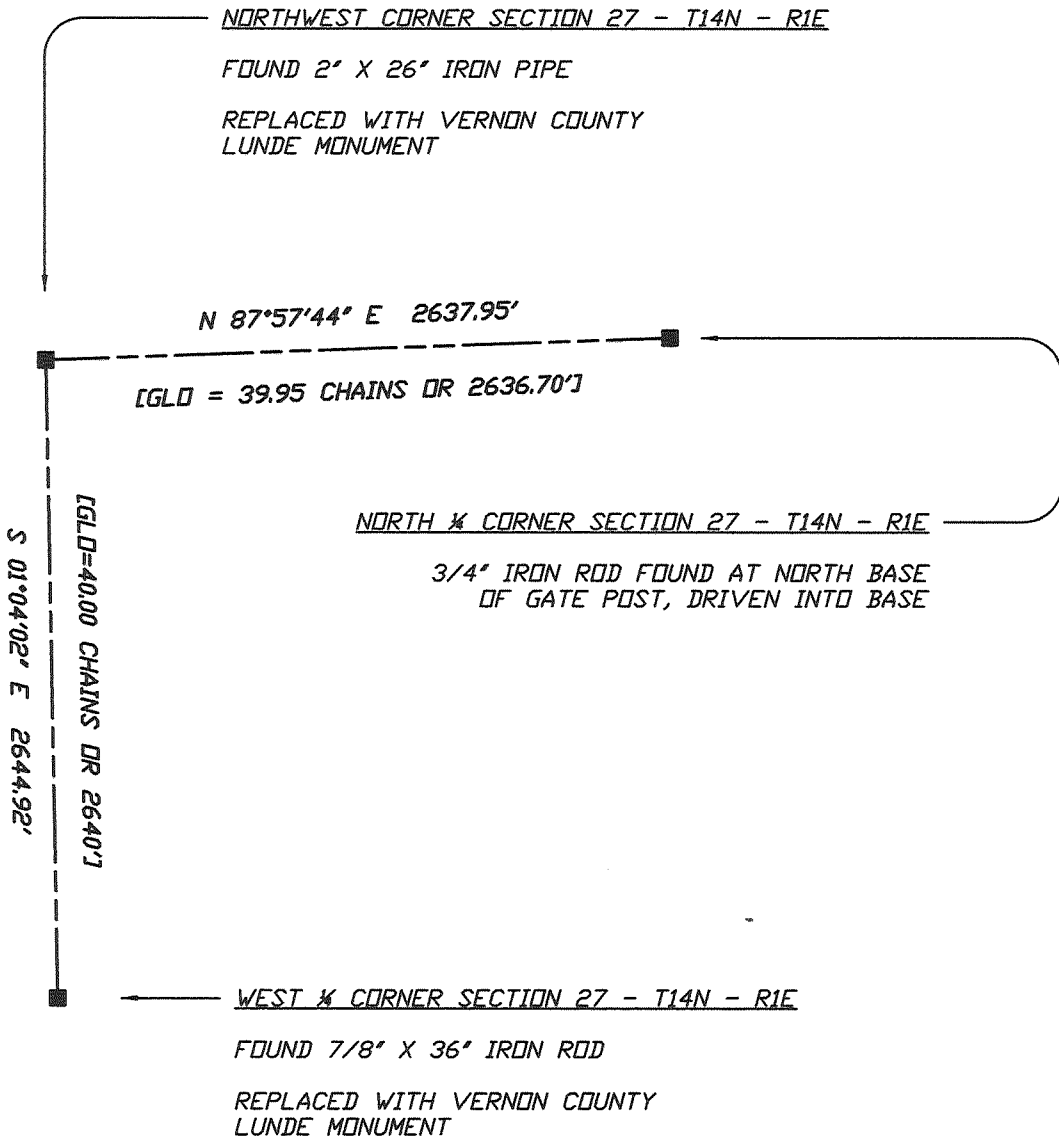 NORTHWEST CORNER SECTION 27 - T14N - R1E
FOUND 2" X 26" IRON PIPE
REPLACED WITH VERNON COUNTY
LUNDE MONUMENT
N 87°57'44" E 2637.95'
[GLO = 39.95 CHAINS OR 2636.70']
[GLO=40.00 CHAINS OR 2640']
S 01°04'02" E 2644.92'
NORTH ¼ CORNER SECTION 27 - T14N - R1E
3/4" IRON ROD FOUND AT NORTH BASE
OF GATE POST, DRIVEN INTO BASE
WEST ¼ CORNER SECTION 27 - T14N - R1E
FOUND 7/8" X 36" IRON ROD
REPLACED WITH VERNON COUNTY
LUNDE MONUMENT